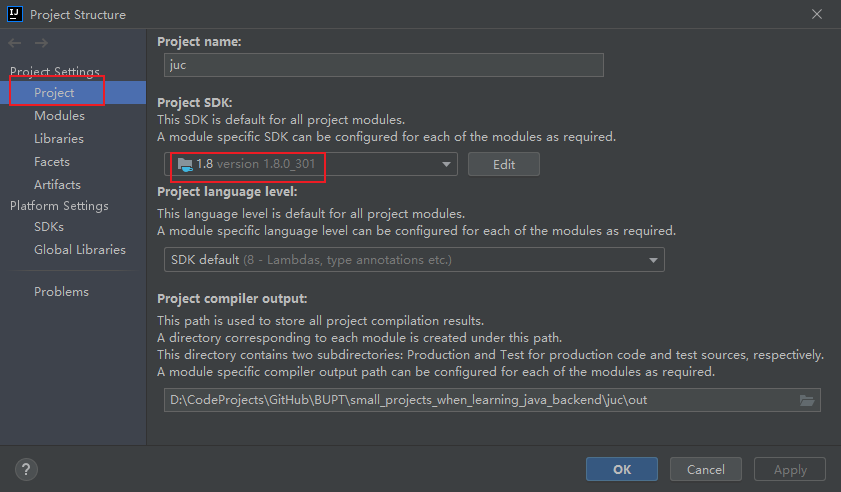 IJ Project Structure
Project Settings
Project
Modules
Libraries
Facets
Artifacts
Platform Settings
SDKs
Global Libraries
Problems
Project name:
juc
Project SDK:
This SDK is default for all project modules.
A module specific SDK can be configured for each of the modules as required.
1.8 version 1.8.0_301
Edit
Project language level:
This language level is default for all project modules.
A module specific language level can be configured for each of the modules as required.
SDK default (8 - Lambdas, type annotations etc.)
Project compiler output:
This path is used to store all project compilation results.
A directory corresponding to each module is created under this path.
This directory contains two subdirectories: Production and Test for production code and test sources, respectively.
A module specific compiler output path can be configured for each of the modules as required.
D:\CodeProjects\GitHub\BUPT\small_projects_when_learning_java_backend\juc\out
?
OK
Cancel
Apply